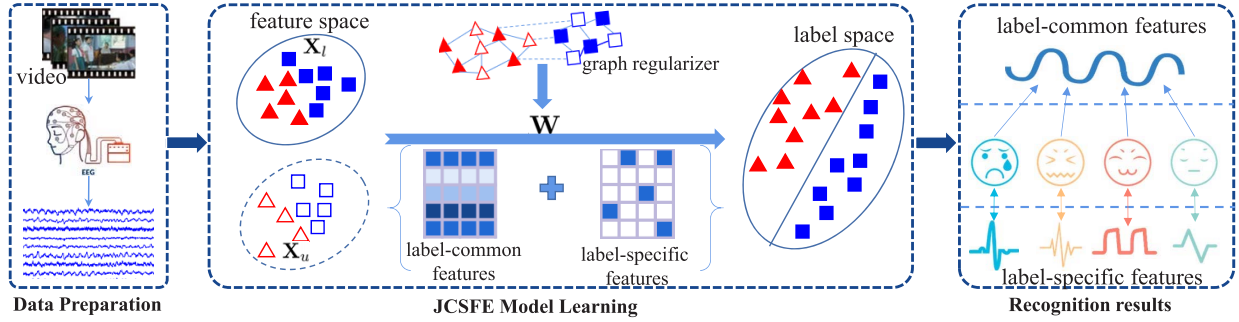 video
EEG
Data Preparation
feature space
X_l
X_u
graph regularizer
W
label-common
features
label-specific
features
label space
JCSFE Model Learning
label-common features
label-specific features
Recognition results